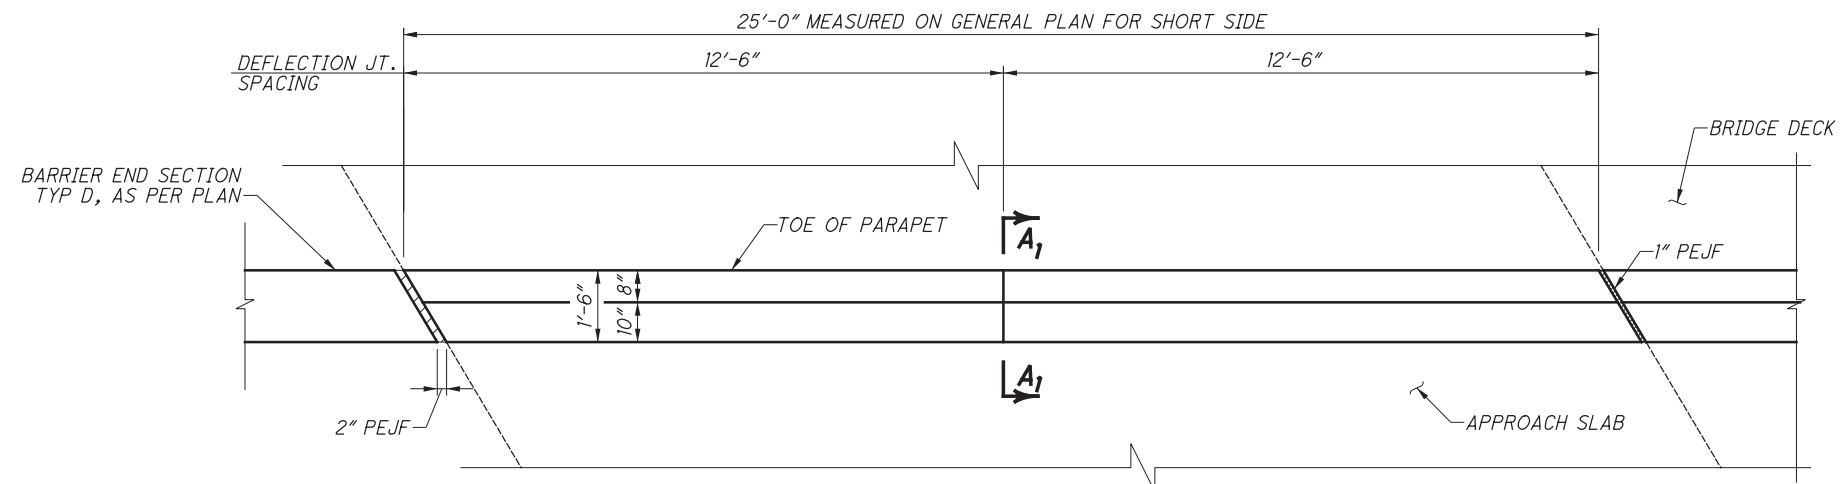 25'-0" MEASURED ON GENERAL PLAN FOR SHORT SIDE
DEFLECTION JT.
SPACING
12'-6"
12'-6"
BRIDGE DECK
BARRIER END SECTION
TYP D, AS PER PLAN
TOE OF PARAPET
A1
1" PEJF
1'-6"
8"
10"
A1
2" PEJF
APPROACH SLAB